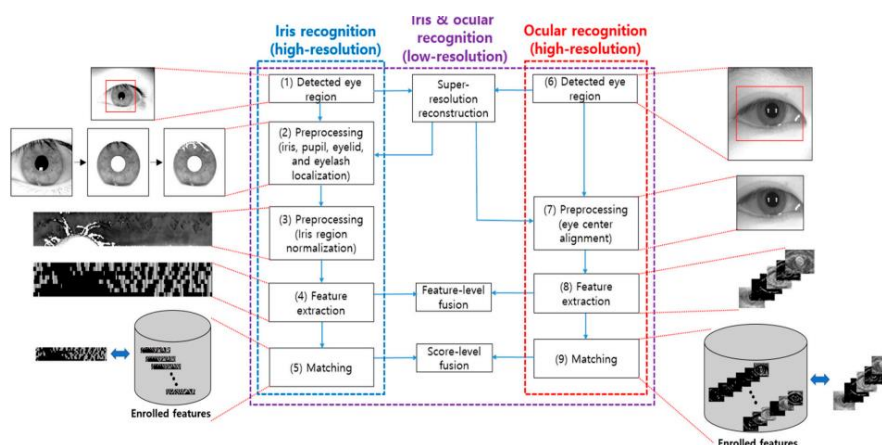 Iris recognition
(high-resolution)
Iris & ocular
recognition
(low-resolution)
Ocular recognition
(high-resolution)
(1) Detected eye
region
Super-
resolution
reconstruction
(6) Detected eye
region
(2) Preprocessing
(iris, pupil, eyelid,
and eyelash
localization)
(3) Preprocessing
(Iris region
normalization)
(7) Preprocessing
(eye center
alignment)
(4) Feature
extraction
Feature-level
fusion
(8) Feature
extraction
(5) Matching
Score-level
fusion
(9) Matching
Enrolled features
Enrolled features